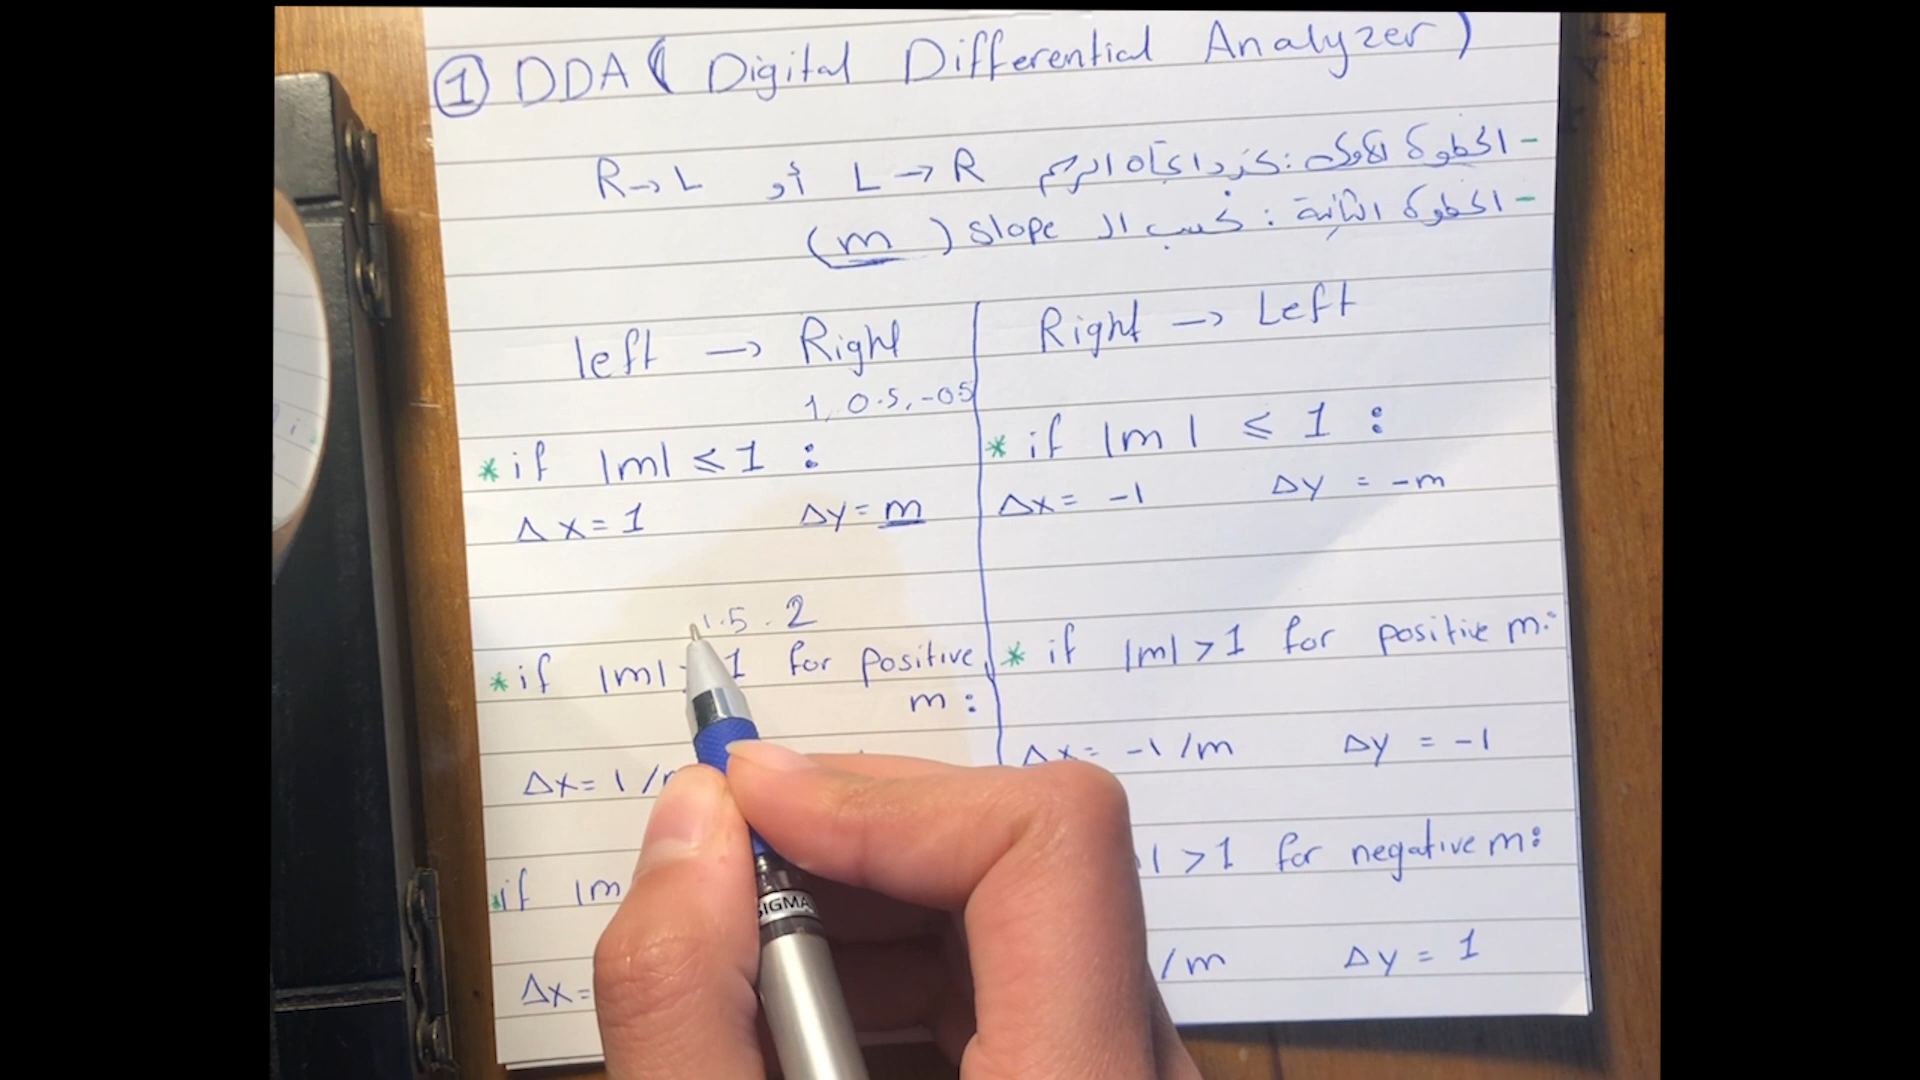 ① DDA ( Digital Differential Analyzer )
- الخطوة الأولى: نحدد اتجاه الرسم L → R أو R → L
- الخطوة الثانية: نحسب ال slope (m)
left → Right
1, 0.5, -0.5
* if |m| ≤ 1 :
Δx = 1 Δy = m
1.5 . 2
* if |m| 1 for positive
m :
Δx = 1 /
if |m
Δx =
Right → Left
* if |m| ≤ 1 :
Δx = -1 Δy = -m
* if |m| > 1 for positive m:
Δx = -1 /m Δy = -1
| > 1 for negative m:
/m Δy = 1
SIGMA